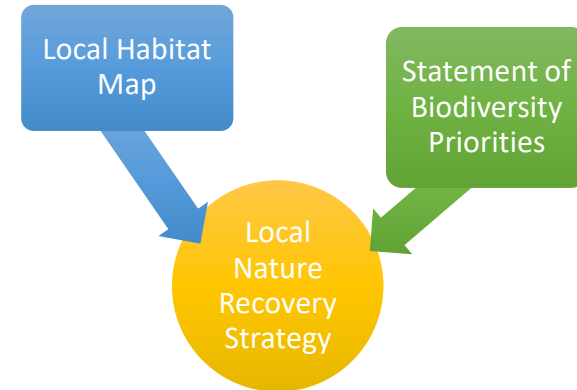 Local Habitat
Map
Statement of
Biodiversity
Priorities
Local
Nature
Recovery
Strategy